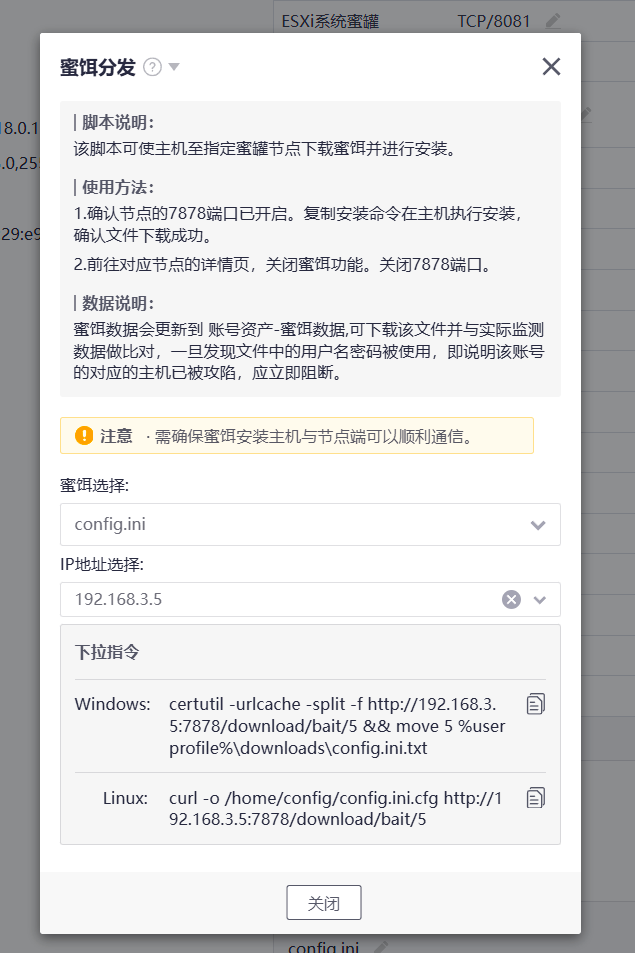 ESXi系统蜜罐 TCP/8081
蜜饵分发
18.0.1
.0,25
29:e9
脚本说明：
该脚本可使主机至指定蜜罐节点下载蜜饵并进行安装。
使用方法：
1.确认节点的7878端口已开启。复制安装命令在主机执行安装，
确认文件下载成功。
2.前往对应节点的详情页，关闭蜜饵功能。关闭7878端口。
数据说明：
蜜饵数据会更新到 账号资产-蜜饵数据,可下载该文件并与实际监测
数据做比对，一旦发现文件中的用户名密码被使用，即说明该账号
的对应的主机已被攻陷，应立即阻断。
注意 · 需确保蜜饵安装主机与节点端可以顺利通信。
蜜饵选择:
config.ini
IP地址选择:
192.168.3.5
下拉指令
Windows: certutil -urlcache -split -f http://192.168.3.
5:7878/download/bait/5 && move 5 %user
profile%\downloads\config.ini.txt
Linux: curl -o /home/config/config.ini.cfg http://1
92.168.3.5:7878/download/bait/5
关闭
config.ini